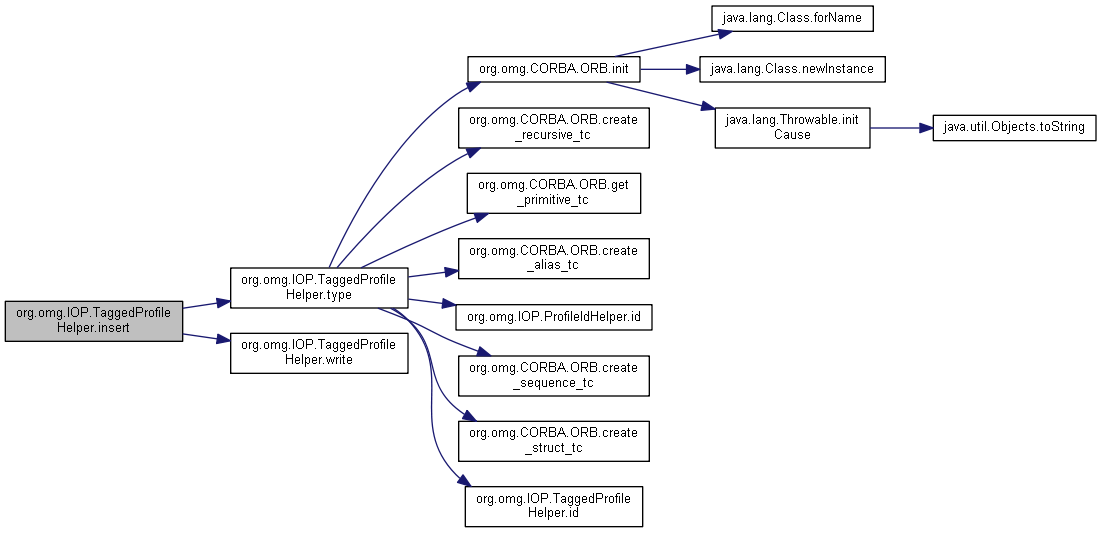 java.lang.Class.forName
org.omg.CORBA.ORB.init
java.lang.Class.newInstance
org.omg.CORBA.ORB.create
_recursive_tc
java.lang.Throwable.init
Cause
java.util.Objects.toString
org.omg.CORBA.ORB.get
_primitive_tc
org.omg.CORBA.ORB.create
_alias_tc
org.omg.IOP.TaggedProfile
Helper.type
org.omg.IOP.TaggedProfile
Helper.insert
org.omg.IOP.ProfileIdHelper.id
org.omg.IOP.TaggedProfile
Helper.write
org.omg.CORBA.ORB.create
_sequence_tc
org.omg.CORBA.ORB.create
_struct_tc
org.omg.IOP.TaggedProfile
Helper.id